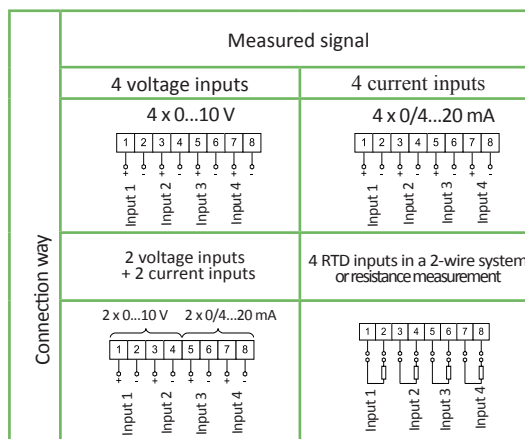 Measured signal
Connection way
4 voltage inputs
4 current inputs
4 x 0...10 V
1 2 3 4 5 6 7 8
+ - + - + - + -
Input 1 Input 2 Input 3 Input 4
4 x 0/4...20 mA
1 2 3 4 5 6 7 8
+ - + - + - + -
Input 1 Input 2 Input 3 Input 4
2 voltage inputs
+ 2 current inputs
4 RTD inputs in a 2-wire system
or resistance measurement
2 x 0...10 V 2 x 0/4...20 mA
1 2 3 4 5 6 7 8
+ - + - + - + -
Input 1 Input 2 Input 3 Input 4
1 2 3 4 5 6 7 8
Input 1 Input 2 Input 3 Input 4